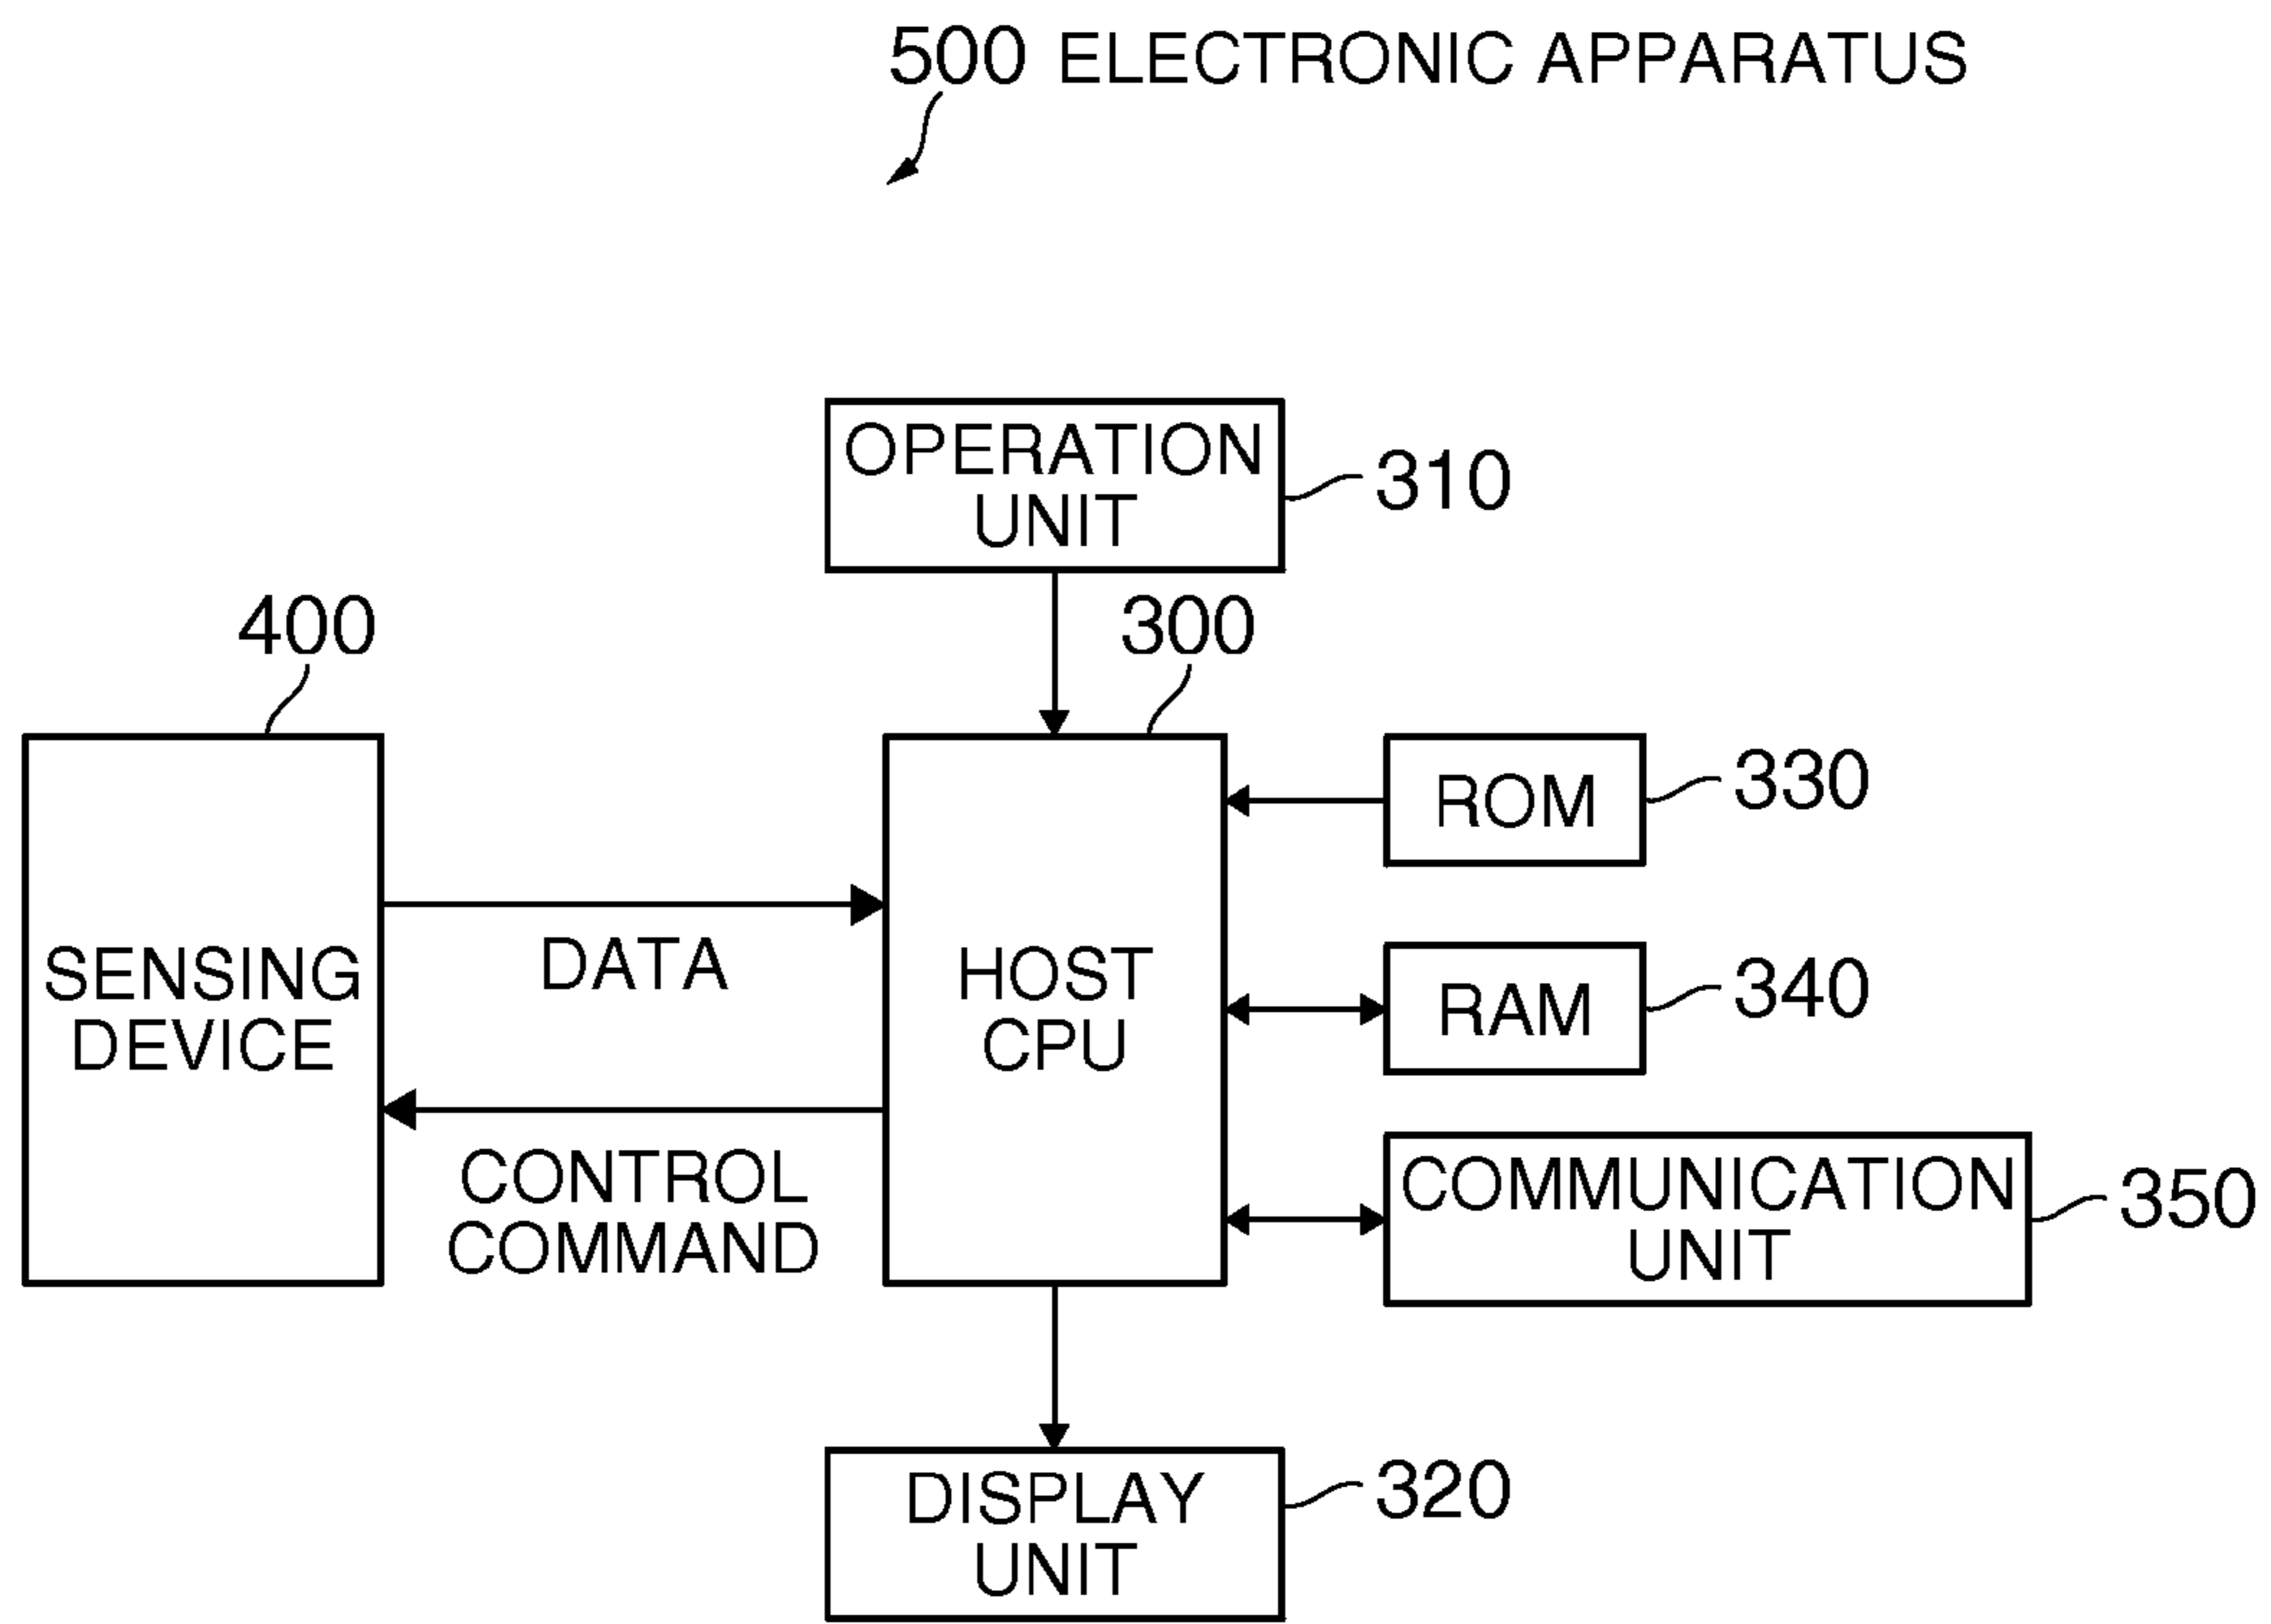 500 ELECTRONIC APPARATUS
OPERATION
UNIT
310
400
300
SENSING
DEVICE
DATA
CONTROL
COMMAND
HOST
CPU
ROM
330
RAM
340
COMMUNICATION
UNIT
350
DISPLAY
UNIT
320